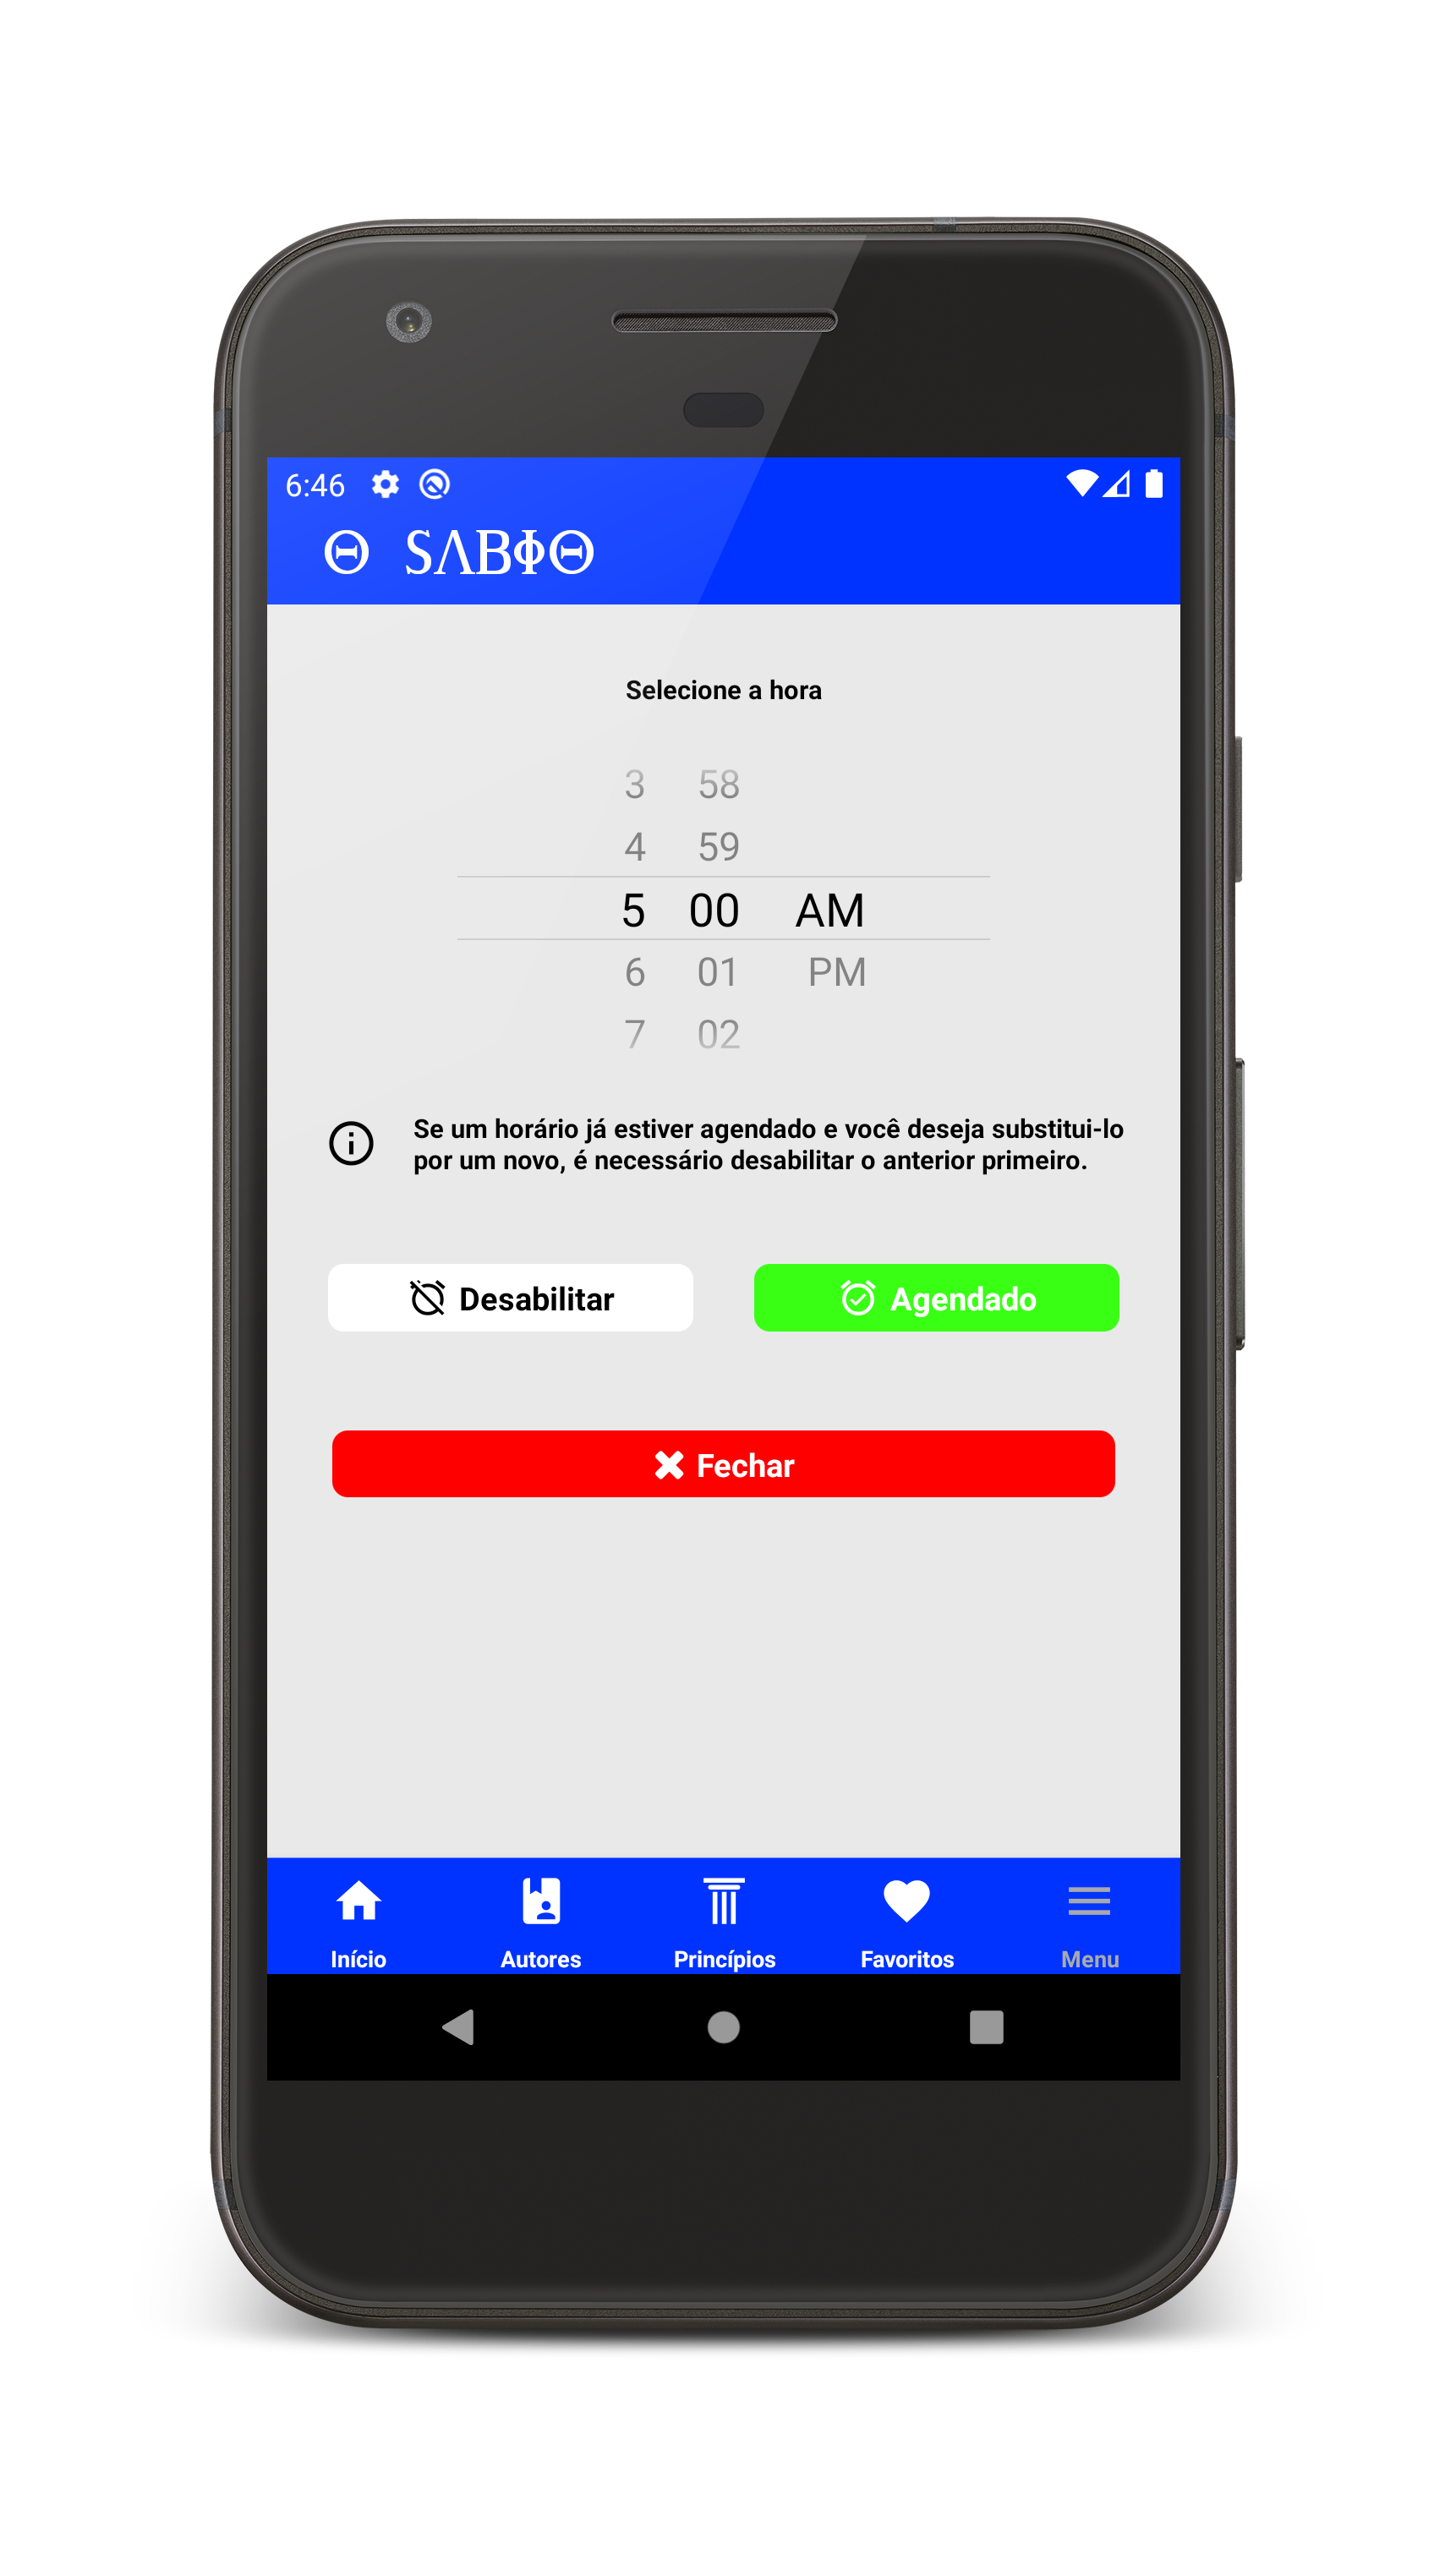 6:46
Θ SΛBΦΘ
Selecione a hora
3 58
4 59
5 00 AM
6 01 PM
7 02
Se um horário já estiver agendado e você deseja substitui-lo
por um novo, é necessário desabilitar o anterior primeiro.
Desabilitar Agendado
Fechar
Início Autores Princípios Favoritos Menu